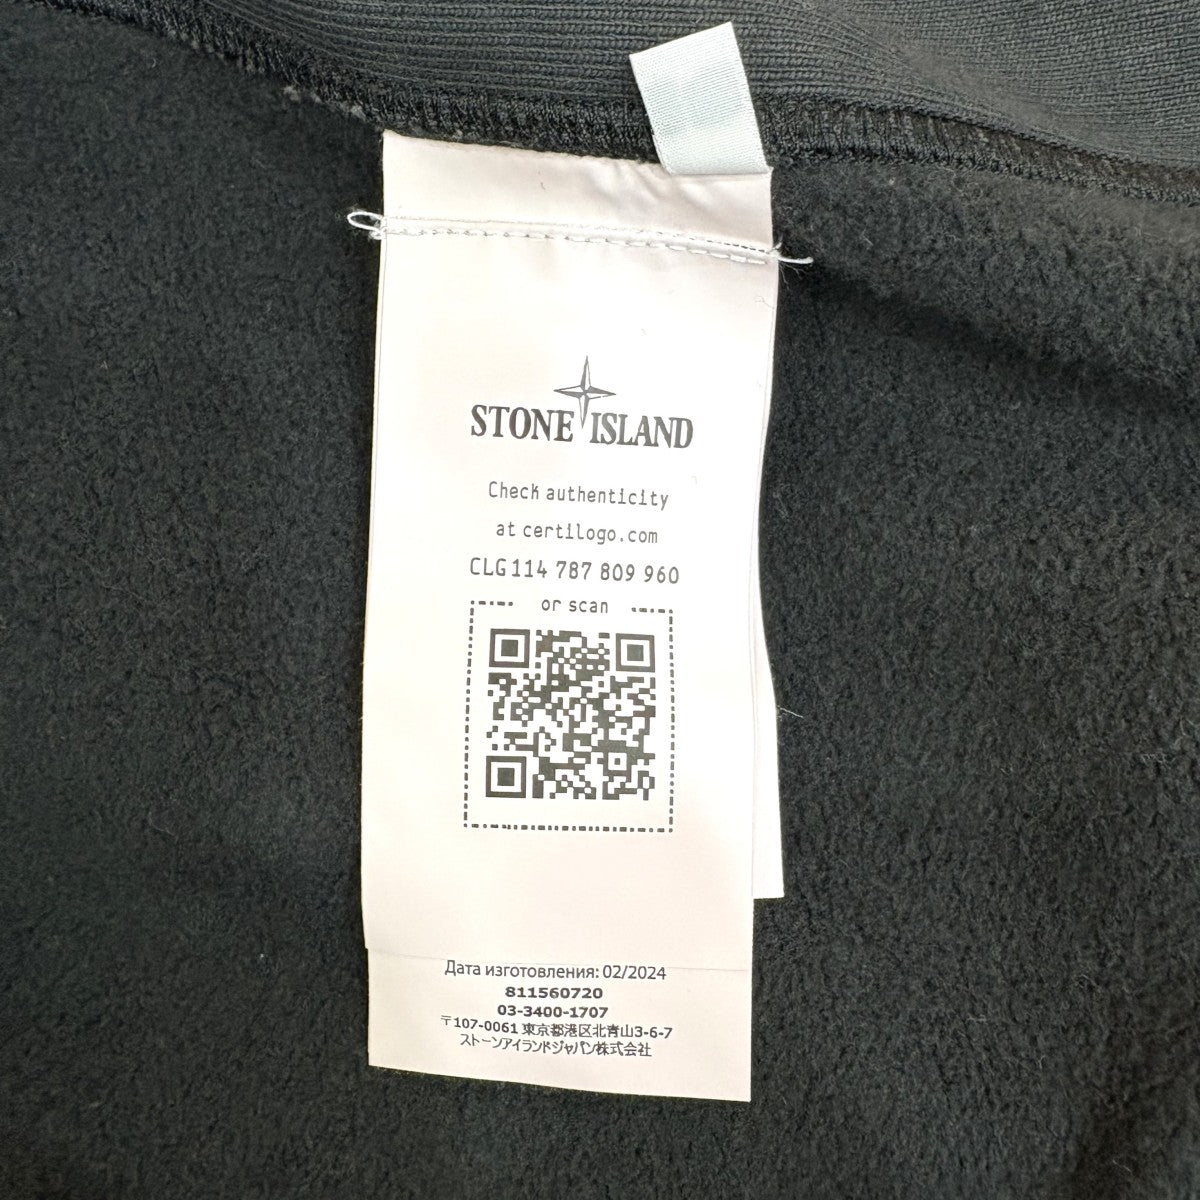 STONE ISLAND
Check authenticity
at certilogo.com
CLG 114 787 809 960
or scan
Дата изготовления: 02/2024
811560720
03-3400-1707
〒107-0061 東京都港区北青山3-6-7
ストーンアイランドジャパン株式会社